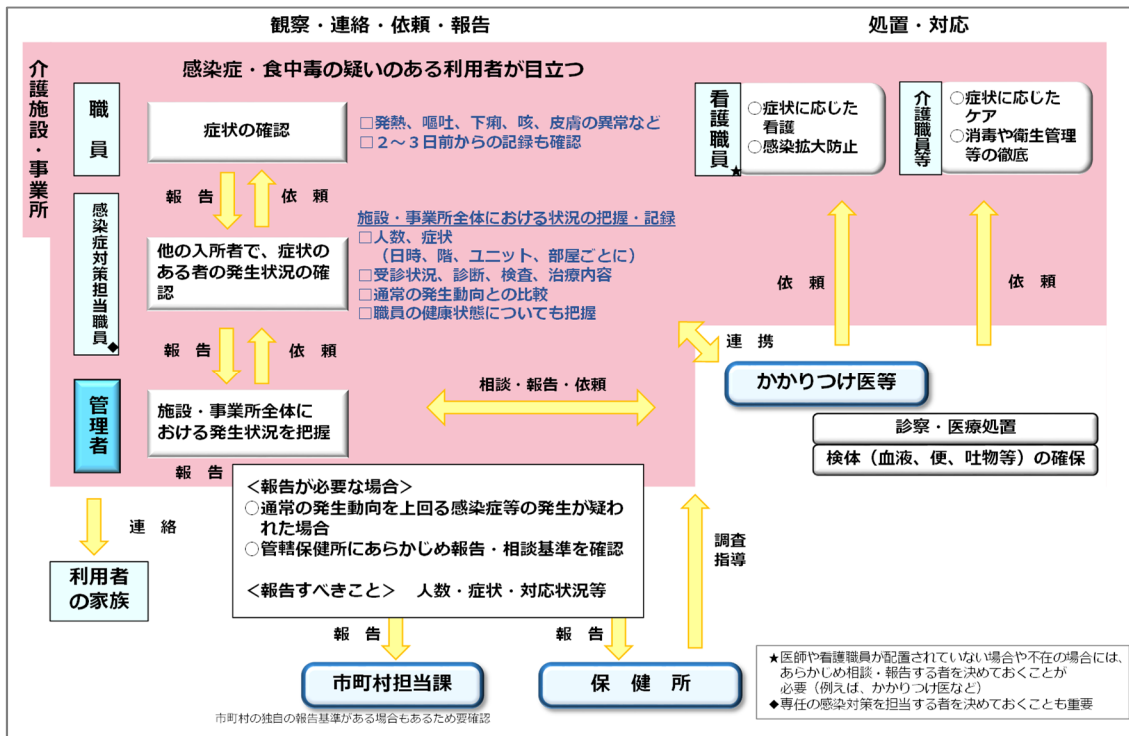 観察・連絡・依頼・報告
処置・対応
介護施設・事業所
感染症・食中毒の疑いのある利用者が目立つ
職員
症状の確認
□発熱、嘔吐、下痢、咳、皮膚の異常など
□２～３日前からの記録も確認
看護職員★
○症状に応じた
看護
○感染拡大防止
介護職員等
○症状に応じた
ケア
○消毒や衛生管理
等の徹底
報 告
依 頼
感染症対策担当職員◆
他の入所者で、症状の
ある者の発生状況の確
認
施設・事業所全体における状況の把握・記録
□人数、症状
（日時、階、ユニット、部屋ごとに）
□受診状況、診断、検査、治療内容
□通常の発生動向との比較
□職員の健康状態についても把握
依 頼
依 頼
報 告
依 頼
連 携
かかりつけ医等
管理者
施設・事業所全体に
おける発生状況を把握
相談・報告・依頼
診察・医療処置
検体（血液、便、吐物等）の確保
報 告
＜報告が必要な場合＞
○通常の発生動向を上回る感染症等の発生が疑わ
れた場合
○管轄保健所にあらかじめ報告・相談基準を確認
＜報告すべきこと＞ 人数・症状・対応状況等
連 絡
利用者
の家族
調査
指導
報 告
報 告
市町村担当課
保 健 所
市町村の独自の報告基準がある場合もあるため要確認
★医師や看護職員が配置されていない場合や不在の場合には、
あらかじめ相談・報告する者を決めておくことが
必要（例えば、かかりつけ医など）
◆専任の感染対策を担当する者を決めておくことも重要